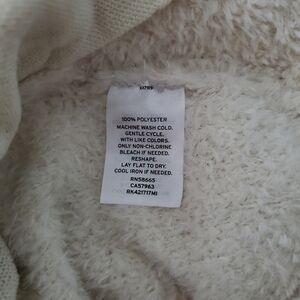 100% POLYESTER
MACHINE WASH COLD.
GENTLE CYCLE.
WITH LIKE COLORS.
ONLY NON-CHLORINE
BLEACH IF NEEDED.
RESHAPE.
LAY FLAT TO DRY.
COOL IRON IF NEEDED.
RN58665
CA57963
RK421717MI